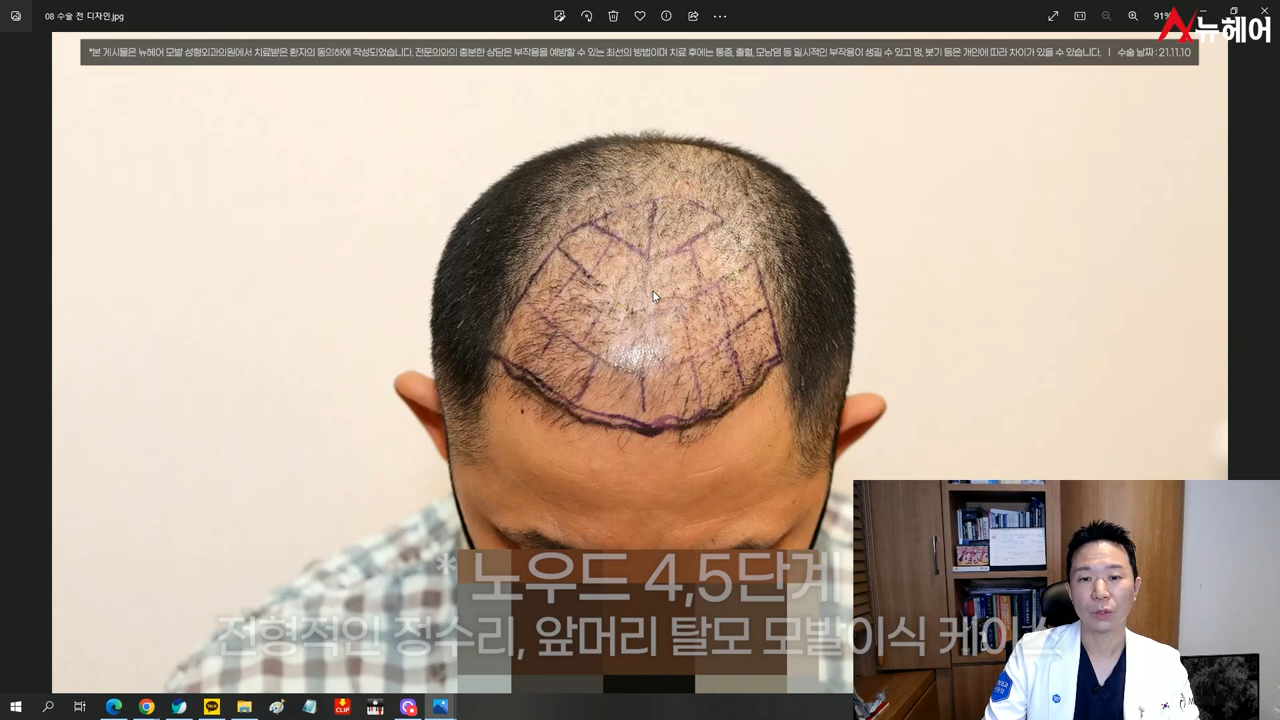 08 수술 전 디자인.jpg
91%
뉴헤어
*본 게시물은 뉴헤어 모발 성형외과의원에서 치료받은 환자의 동의하에 작성되었습니다. 전문의와의 충분한 상담은 부작용을 예방할 수 있는 최선의 방법이며 치료 후에는 통증, 출혈, 모낭염 등 일시적인 부작용이 생길 수 있고 멍, 붓기 등은 개인에 따라 차이가 있을 수 있습니다. | 수술 날짜 : 21.11.10
* 노우드 4,5단계
전형적인 정수리, 앞머리 탈모 모발이식 케이스
TALK
CLIP